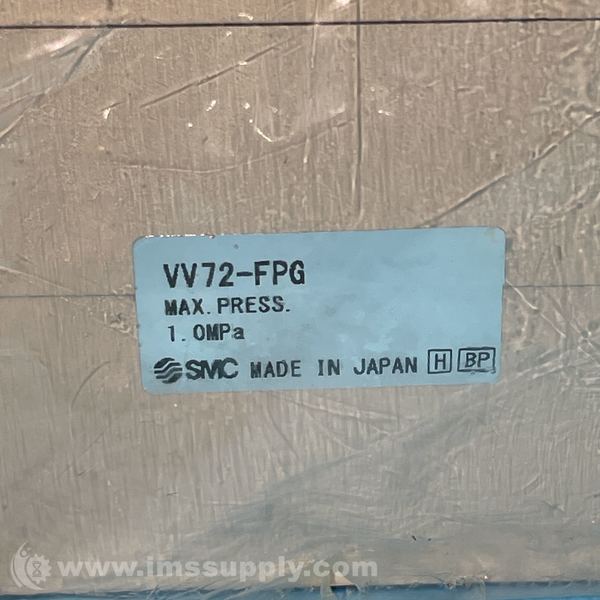 VV72-FPG
MAX. PRESS.
1.0MPa
SMC MADE IN JAPAN H BP
www.imssupply.com